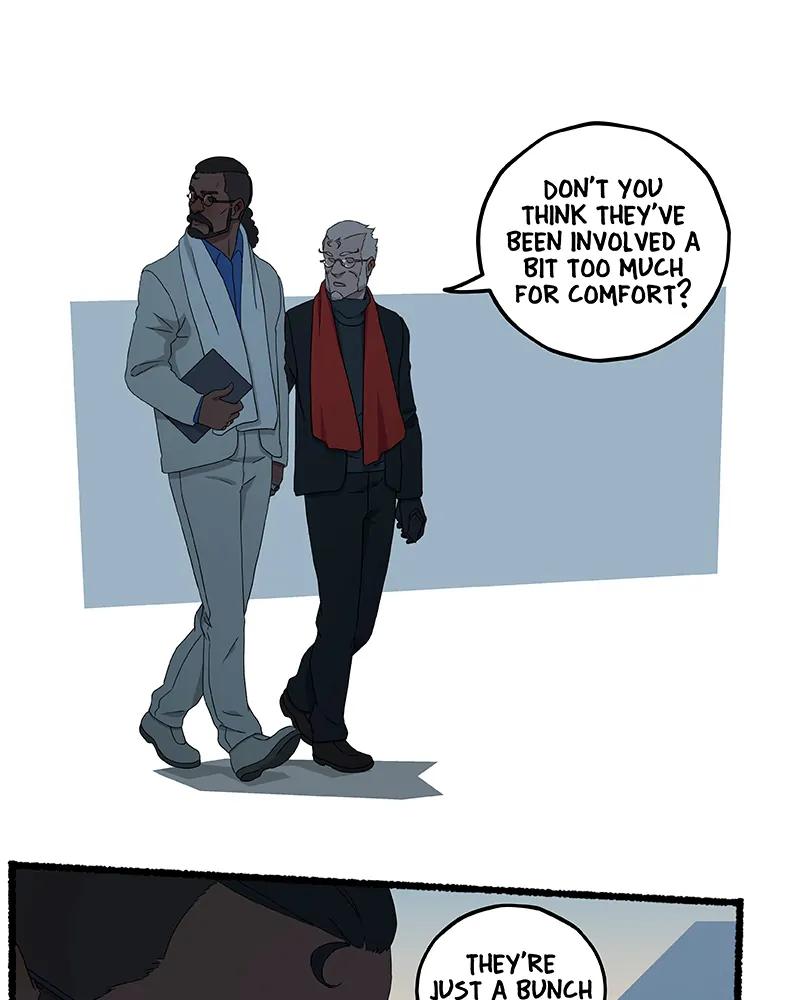 DON'T YOU
THINK THEY'VE
BEEN INVOLVED A
BIT TOO MUCH
FOR COMFORT?
THEY'RE
JUST A BUNCH